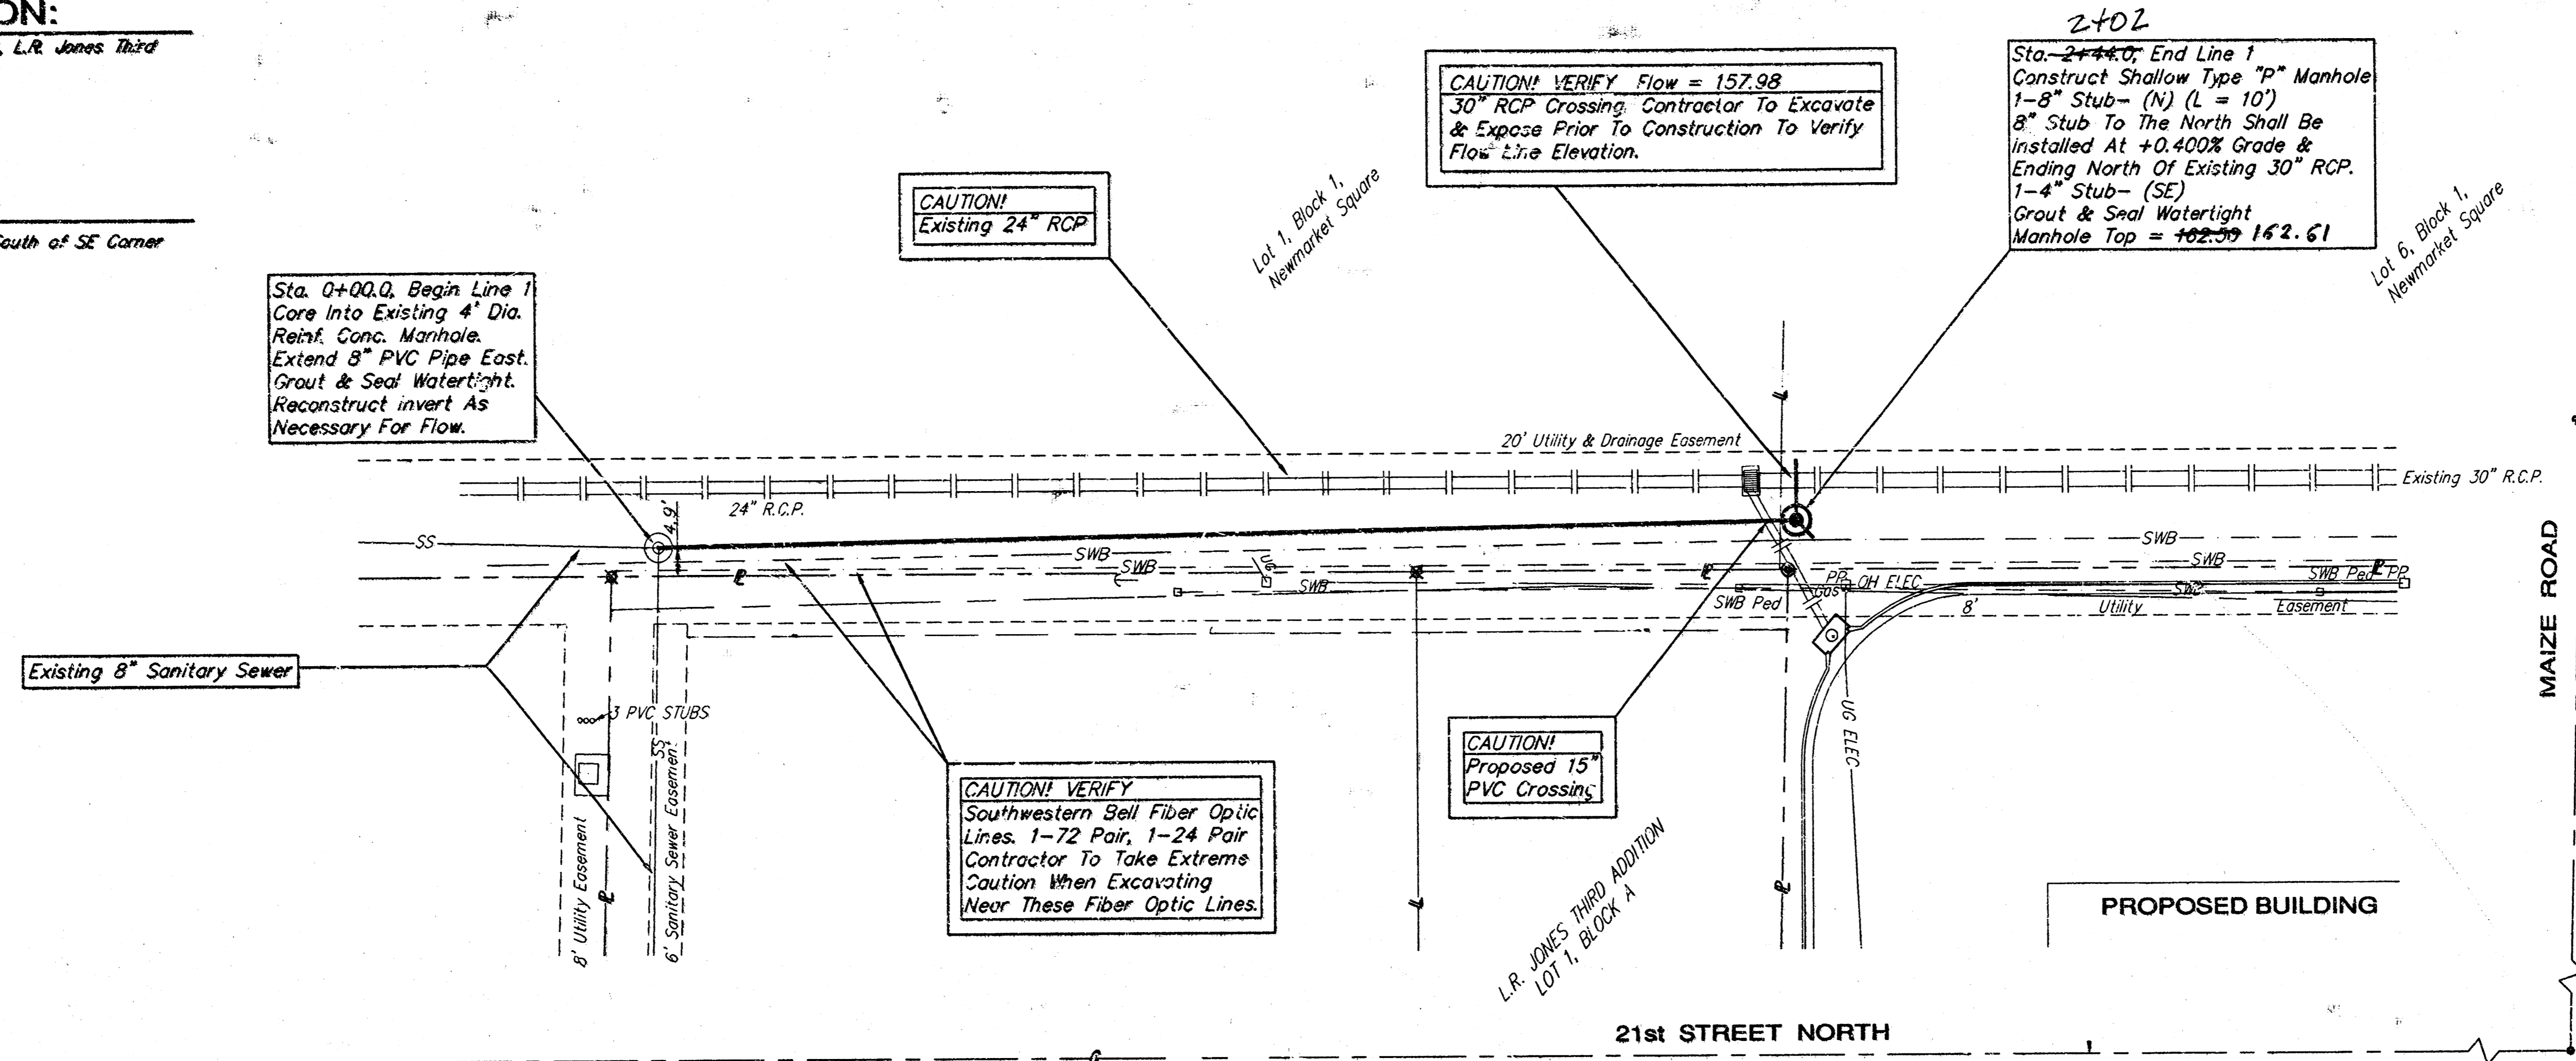 ON:
, L.R. Jones Third
South of SE Corner
Sta. 0+00.0, Begin Line 1
Core Into Existing 4' Dia.
Reinf. Conc. Manhole.
Extend 8" PVC Pipe East.
Grout & Seal Watertight.
Reconstruct invert As
Necessary For Flow.
CAUTION!
Existing 24" RCP
Lot 1, Block 1,
Newmarket Square
CAUTION! VERIFY Flow = 157.98
30" RCP Crossing Contractor To Excavate
& Expose Prior To Construction To Verify
Flow Line Elevation.
2+02
Sta. 2+44.0, End Line 1
Construct Shallow Type "P" Manhole
1-8" Stub- (N) (L = 10')
8" Stub To The North Shall Be
installed At +0.400% Grade &
Ending North Of Existing 30" RCP.
1-4" Stub- (SE)
Grout & Seal Watertight
Manhole Top = 162.59 162.61
Lot 6, Block 1,
Newmarket Square
20' Utility & Drainage Easement
Existing 30" R.C.P.
24" R.C.P.
4.9'
SS
SWB
SWB
SWB
SWB
SWB
SWB
UG
SWB Ped
PP
OH ELEC
Gas
SWB Ped
PP
8' Utility Easement
MAIZE ROAD
Existing 8" Sanitary Sewer
3 PVC STUBS
SS
8' Utility Easement
6' Sanitary Sewer Easement
CAUTION! VERIFY
Southwestern Bell Fiber Optic
Lines. 1-72 Pair, 1-24 Pair
Contractor To Take Extreme
Caution When Excavating
Near These Fiber Optic Lines.
CAUTION!
Proposed 15"
PVC Crossing
UG ELEC
L.R. JONES THIRD ADDITION
LOT 1, BLOCK A
PROPOSED BUILDING
21st STREET NORTH